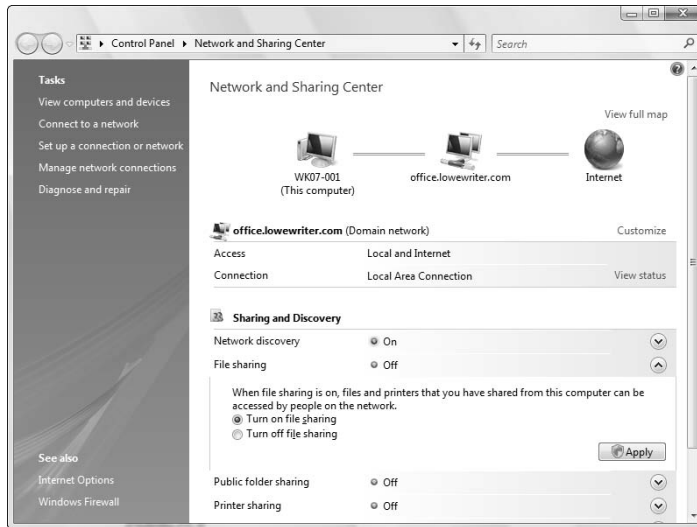 Control Panel Network and Sharing Center
Search
Tasks
View computers and devices
Connect to a network
Set up a connection or network
Manage network connections
Diagnose and repair
See also
Internet Options
Windows Firewall
Network and Sharing Center
View full map
WK07-001
(This computer)
office.lowewriter.com
Internet
office.lowewriter.com (Domain network) Customize
Access Local and Internet
Connection Local Area Connection View status
Sharing and Discovery
Network discovery On
File sharing Off
When file sharing is on, files and printers that you have shared from this computer can be
accessed by people on the network.
Turn on file sharing
Turn off file sharing
Apply
Public folder sharing Off
Printer sharing Off